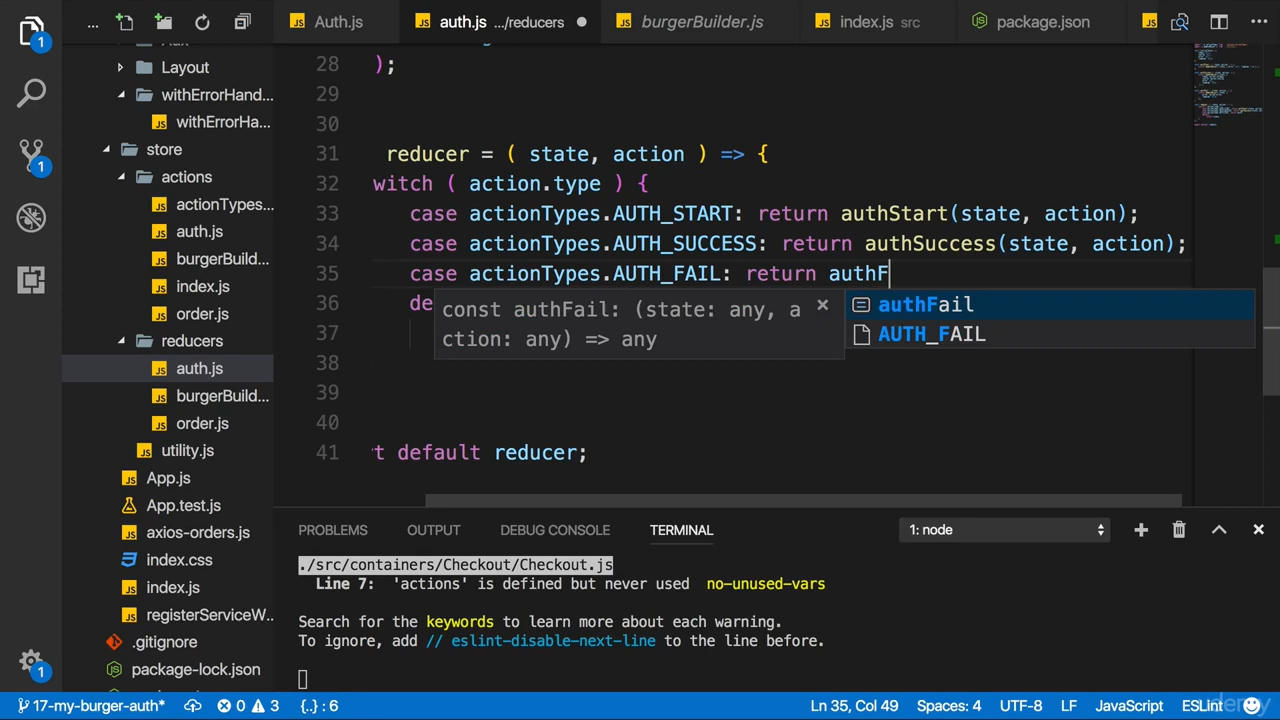 ... Auth.js auth.js .../reducers burgerBuilder.js index.js src package.json ...
Layout
withErrorHand...
withErrorHa...
store
actions
actionTypes...
auth.js
burgerBuild...
index.js
order.js
reducers
auth.js
burgerBuild...
order.js
utility.js
App.js
App.test.js
axios-orders.js
index.css
index.js
registerServiceW...
.gitignore
package-lock.json
28 );
29
30
31 reducer = ( state, action ) => {
32 witch ( action.type ) {
33 case actionTypes.AUTH_START: return authStart(state, action);
34 case actionTypes.AUTH_SUCCESS: return authSuccess(state, action);
35 case actionTypes.AUTH_FAIL: return authF
36 de
const authFail: (state: any, a
ction: any) => any
authFail
AUTH_FAIL
37
38
39
40
41 t default reducer;
PROBLEMS OUTPUT DEBUG CONSOLE TERMINAL 1: node
./src/containers/Checkout/Checkout.js
Line 7: 'actions' is defined but never used no-unused-vars
Search for the keywords to learn more about each warning.
To ignore, add // eslint-disable-next-line to the line before.
1
1
1
17-my-burger-auth* 0 3 {..} : 6 Ln 35, Col 49 Spaces: 4 UTF-8 LF JavaScript ESLint
udemy